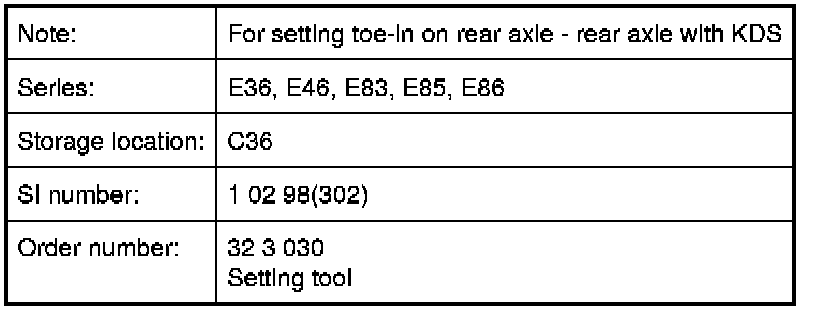 Note: For setting toe-in on rear axle - rear axle with KDS
Series: E36, E46, E83, E85, E86
Storage location: C36
SI number: 1 02 98(302)
Order number: 32 3 030
Setting tool